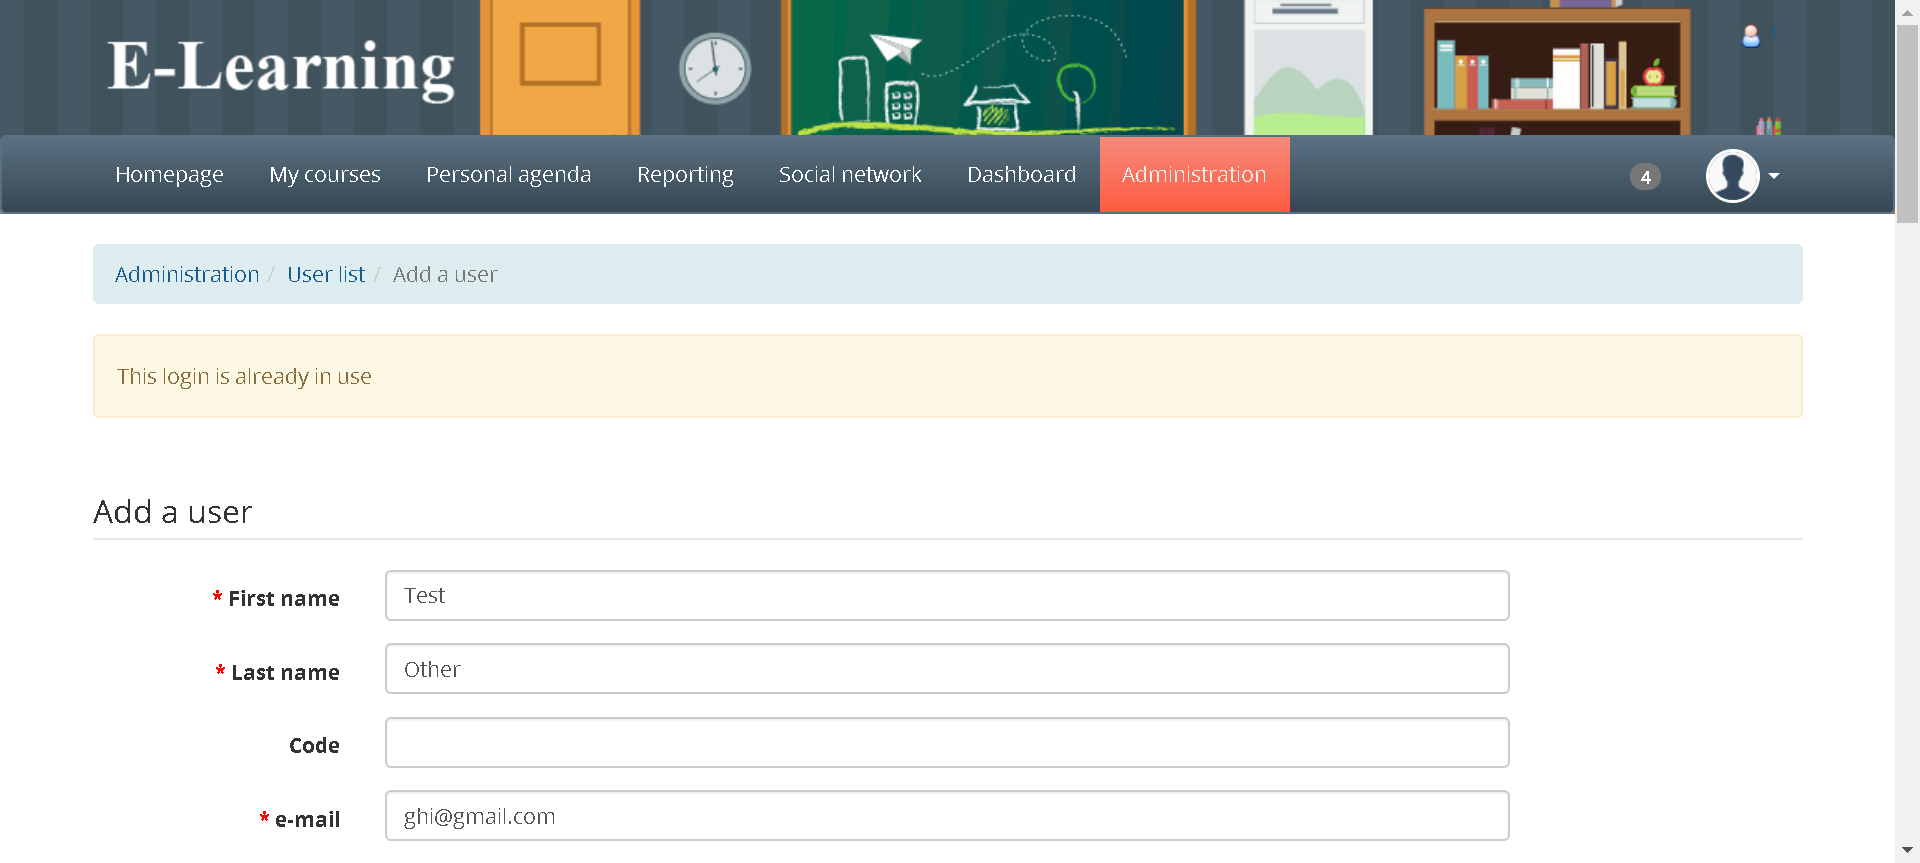 E-Learning
Homepage My courses Personal agenda Reporting Social network Dashboard Administration 4
Administration / User list / Add a user
This login is already in use
Add a user
* First name Test
* Last name Other
Code
* e-mail ghi@gmail.com